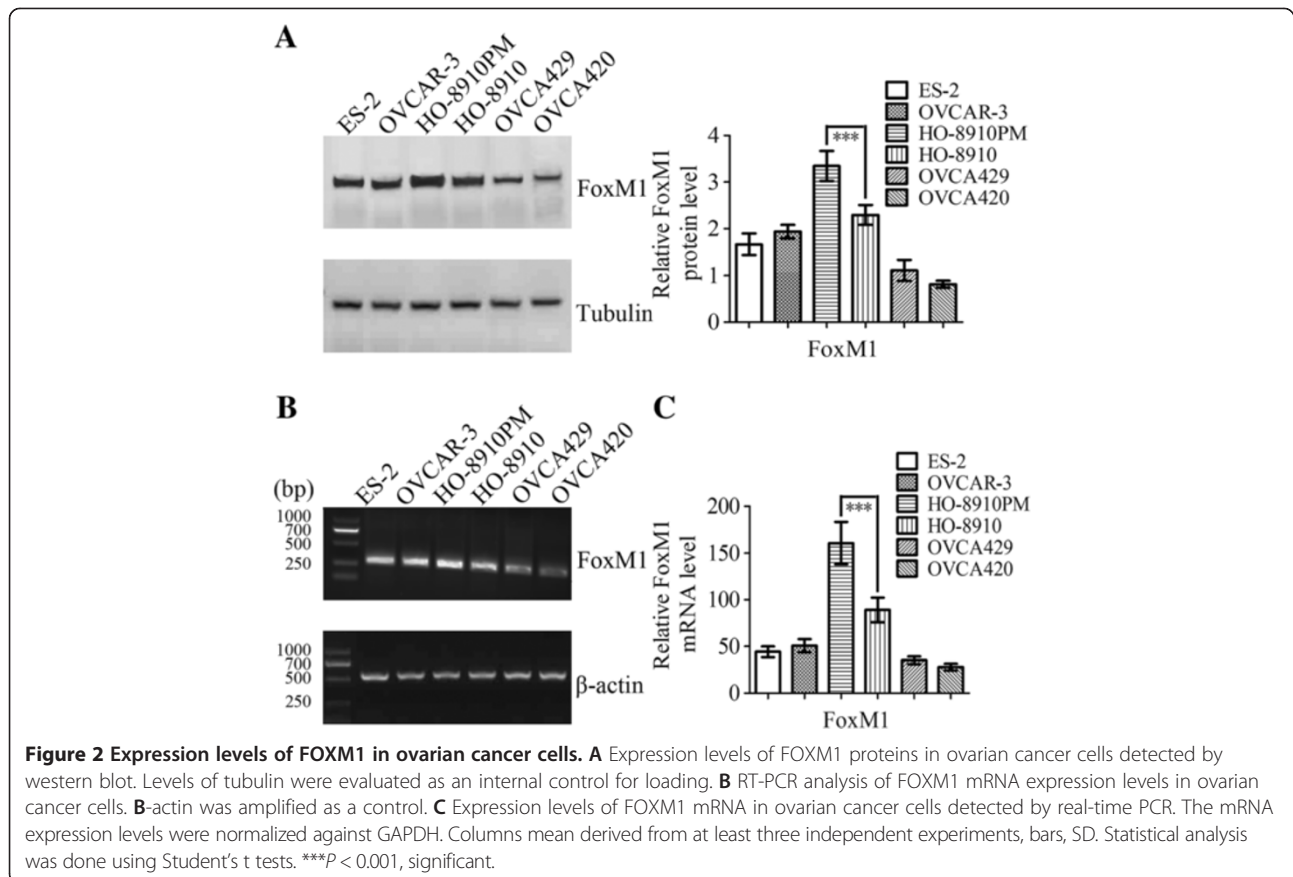 A
ES-2
OVCAR-3
HO-8910PM
HO-8910
OVCA429
OVCA420
FoxM1
Tubulin
Relative FoxM1
protein level
4
3
2
1
0
***
FoxM1
ES-2
OVCAR-3
HO-8910PM
HO-8910
OVCA429
OVCA420
B
(bp)
ES-2
OVCAR-3
HO-8910PM
HO-8910
OVCA429
OVCA420
1000
700
500
250
FoxM1
1000
700
500
250
β-actin
C
Relative FoxM1
mRNA level
200
150
100
50
0
***
FoxM1
ES-2
OVCAR-3
HO-8910PM
HO-8910
OVCA429
OVCA420
Figure 2 Expression levels of FOXM1 in ovarian cancer cells. A Expression levels of FOXM1 proteins in ovarian cancer cells detected by
western blot. Levels of tubulin were evaluated as an internal control for loading. B RT-PCR analysis of FOXM1 mRNA expression levels in ovarian
cancer cells. B-actin was amplified as a control. C Expression levels of FOXM1 mRNA in ovarian cancer cells detected by real-time PCR. The mRNA
expression levels were normalized against GAPDH. Columns mean derived from at least three independent experiments, bars, SD. Statistical analysis
was done using Student's t tests. ***P < 0.001, significant.